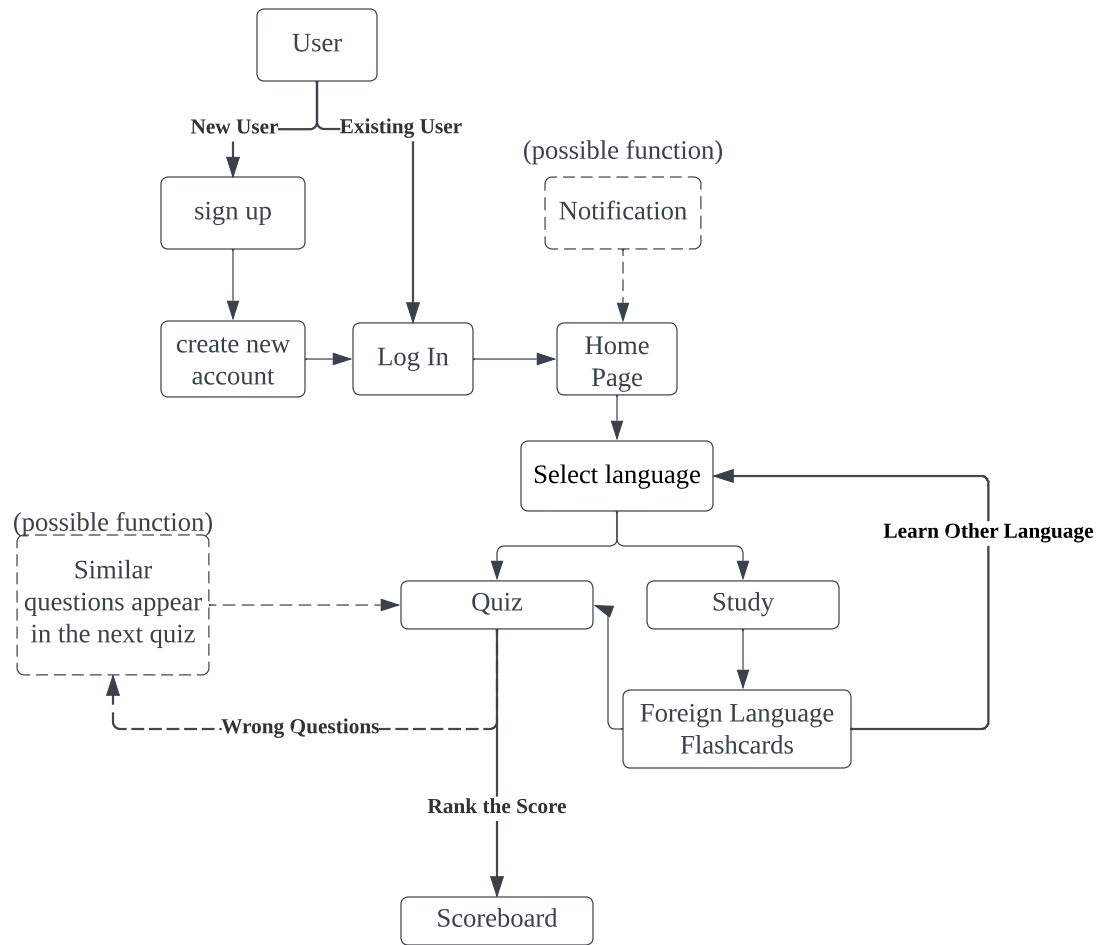 User
New User
Existing User
(possible function)
sign up
Notification
create new
account
Log In
Home
Page
Select language
(possible function)
Learn Other Language
Similar
questions appear
in the next quiz
Quiz
Study
Foreign Language
Flashcards
Wrong Questions
Rank the Score
Scoreboard